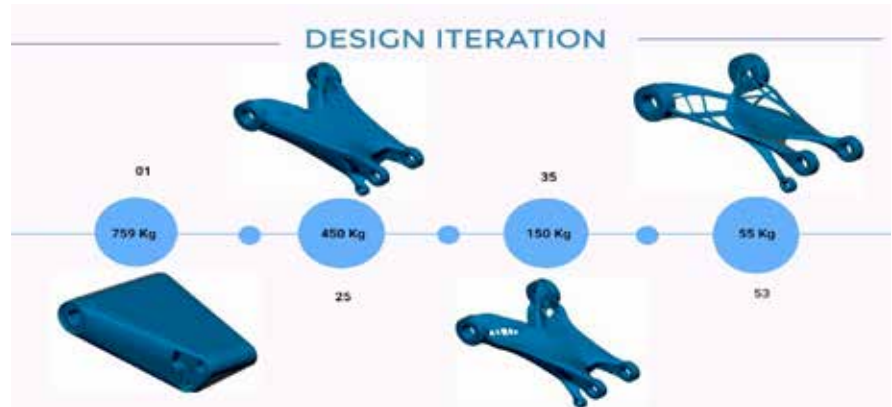 DESIGN ITERATION
01
35
759 Kg
450 Kg
150 Kg
55 Kg
25
53